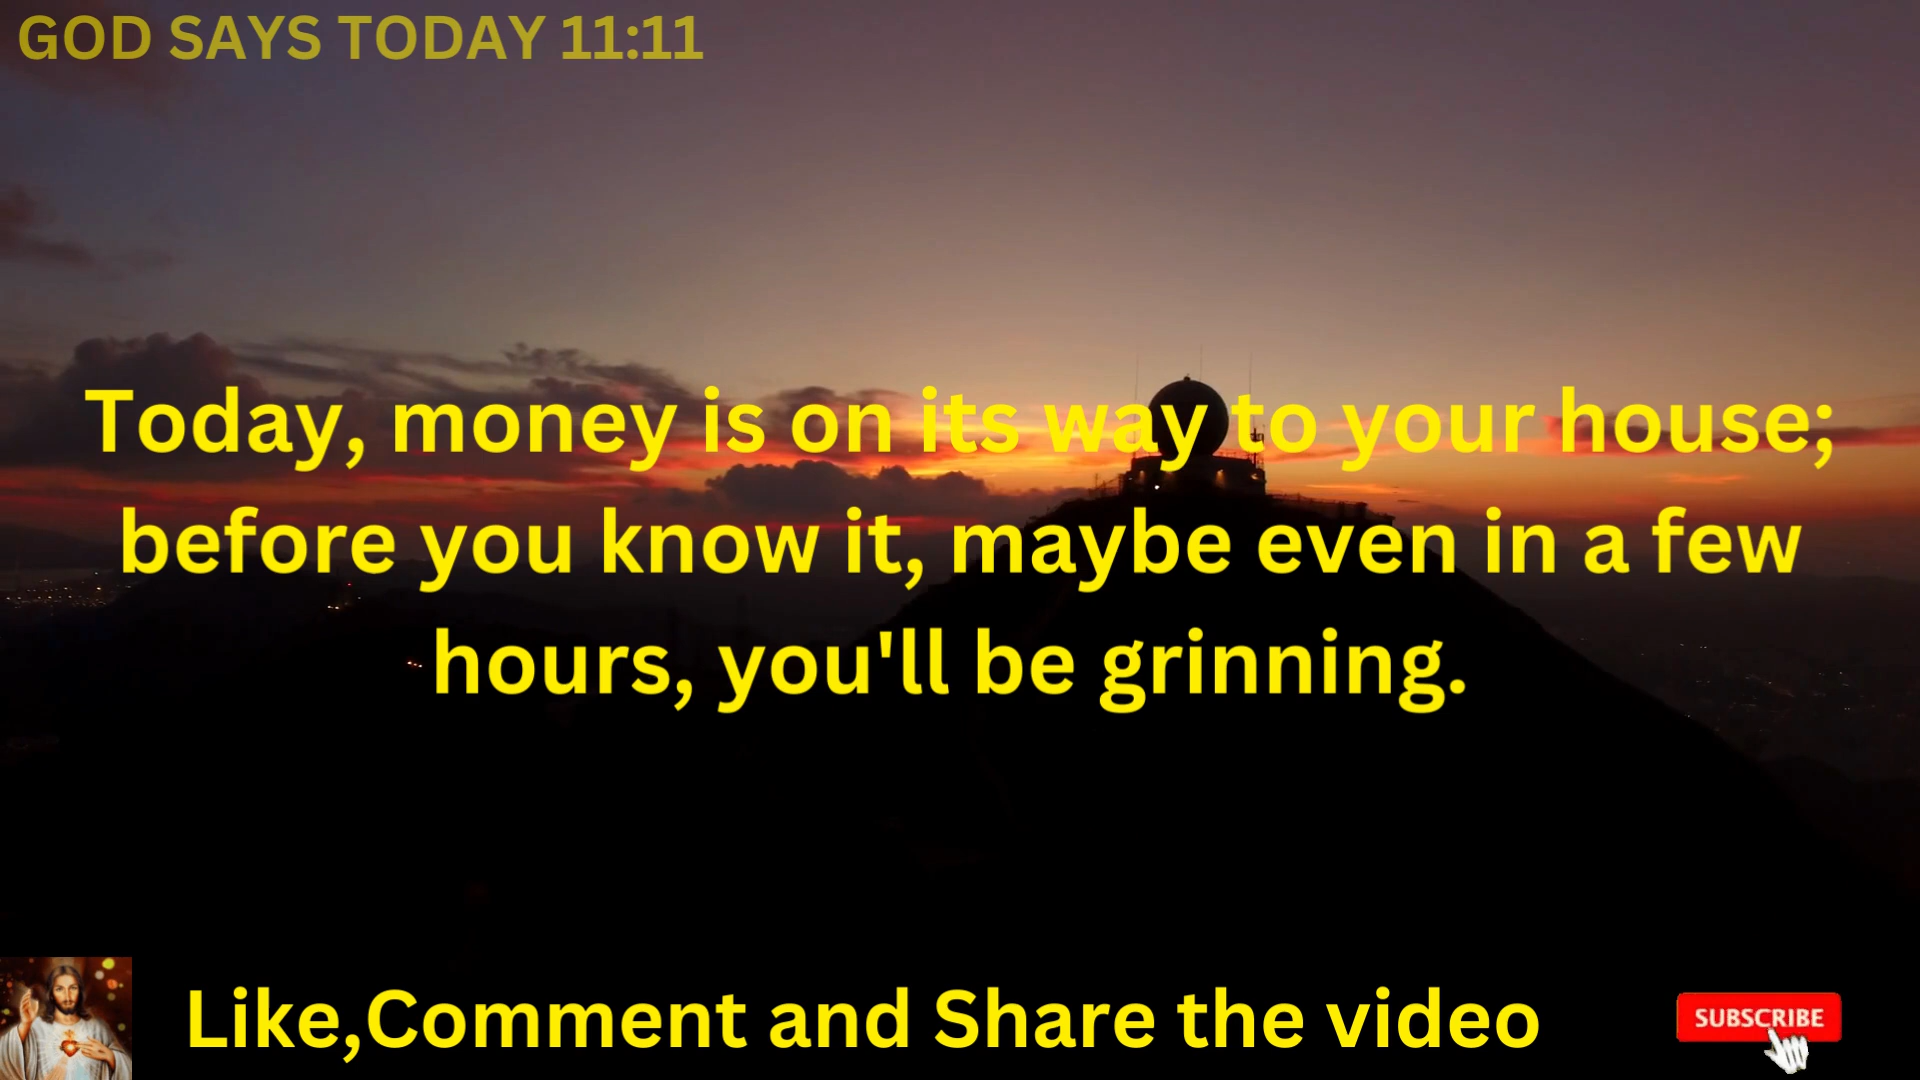 GOD SAYS TODAY 11:11
Today, money is on its way to your house;
before you know it, maybe even in a few
hours, you'll be grinning.
Like,Comment and Share the video
SUBSCRIBE